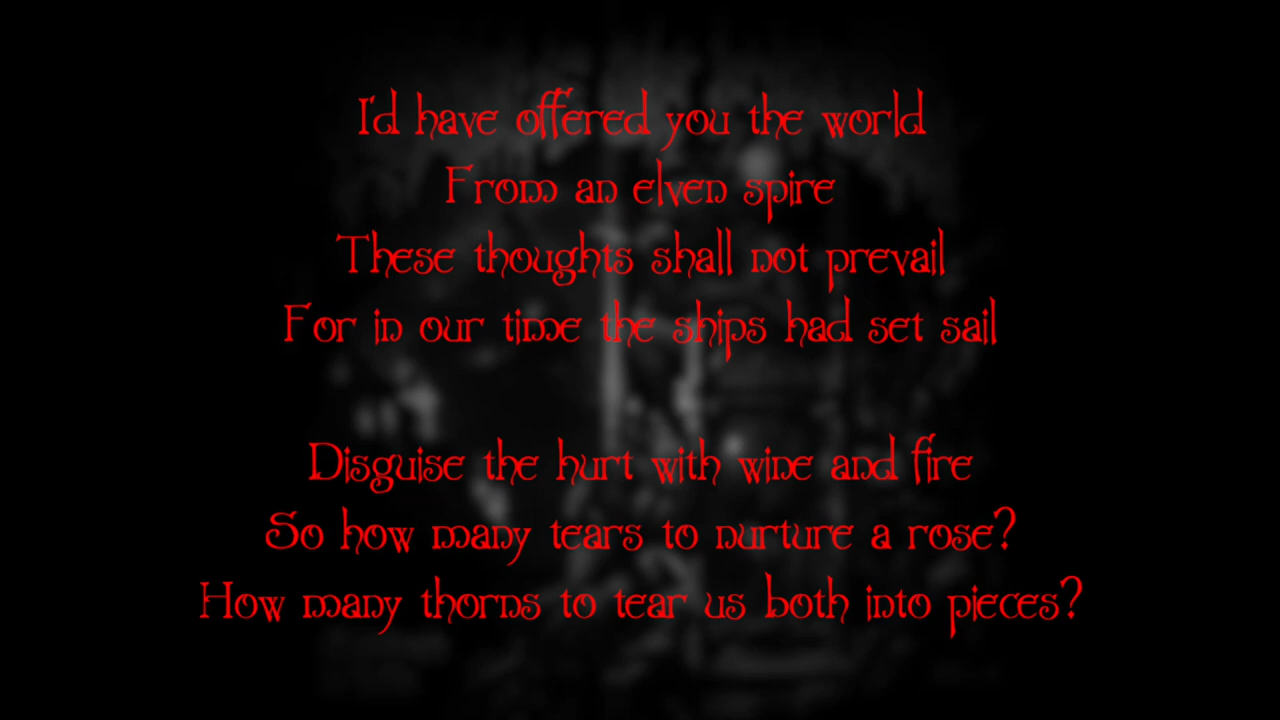 I'd have offered you the world
From an elven spire
These thoughts shall not prevail
For in our time the ships had set sail
Disguise the hurt with wine and fire
So how many tears to nurture a rose?
How many thorns to tear us both into pieces?